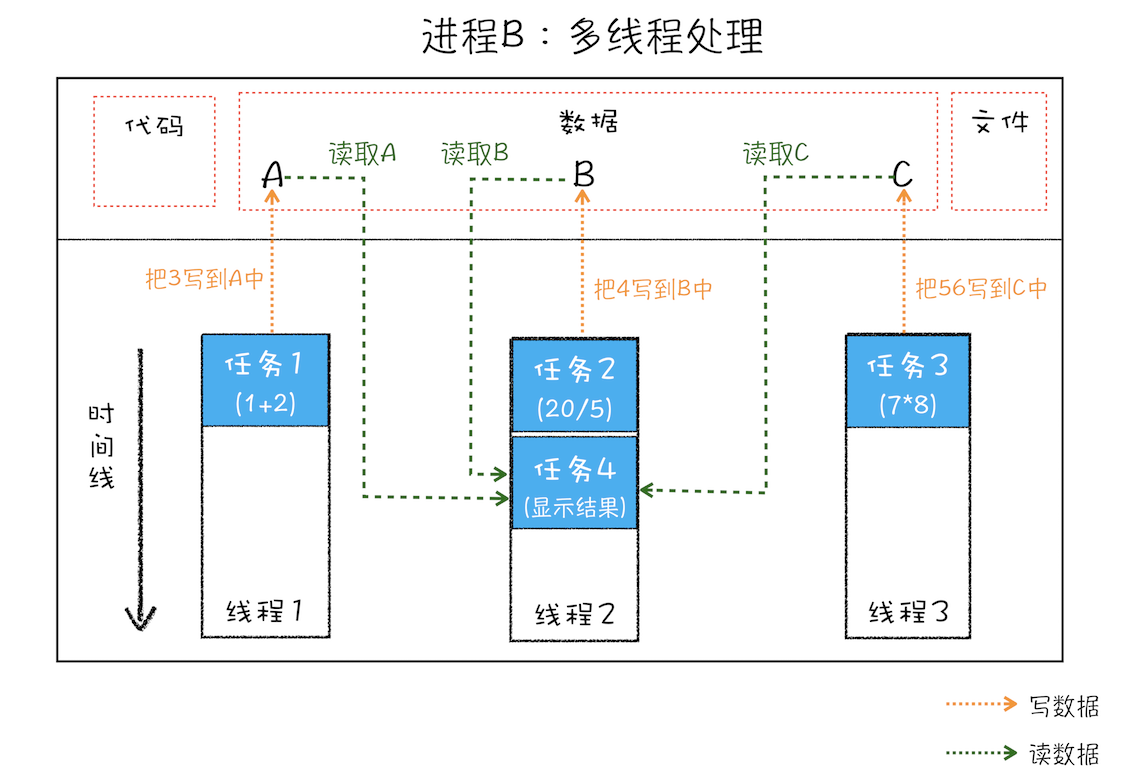 进程B：多线程处理
代码
数据
文件
读取A
读取B
读取C
A
B
C
把3写到A中
把4写到B中
把56写到C中
时间线
任务1
(1+2)
任务2
(20/5)
任务3
(7*8)
任务4
(显示结果)
线程1
线程2
线程3
写数据
读数据